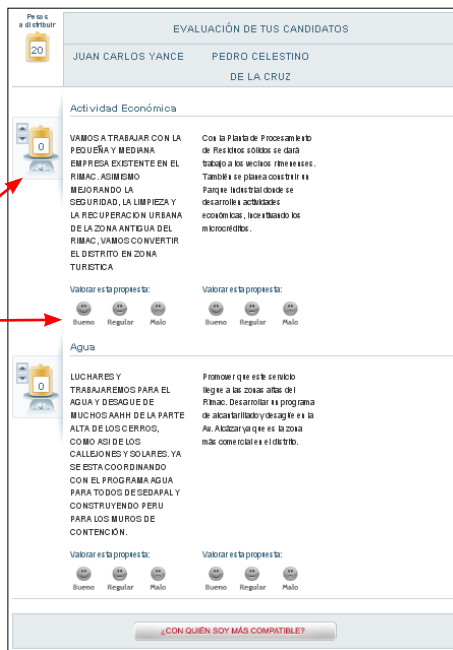 Pesos
a distribuir
20
EVALUACIÓN DE TUS CANDIDATOS
JUAN CARLOS YANCE
PEDRO CELESTINO
DE LA CRUZ
Actividad Económica
0
VAMOS A TRABAJAR CON LA
PEQUEÑA Y MEDIANA
EMPRESA EXISTENTE EN EL
RIMAC. ASIMISMO
MEJORANDO LA
SEGURIDAD, LA LIMPIEZA Y
LA RECUPERACION URBANA
DE LA ZONA ANTIGUA DEL
RIMAC, VAMOS CONVERTIR
EL DISTRITO EN ZONA
TURISTICA
Con la Planta de Procesamiento
de Residuos sólidos se dará
trabajo a los vecinos rimenenses.
También se planea construir un
Parque Industrial donde se
desarrollen actividades
económicas, incentivando los
microcréditos.
Valorar esta propuesta:
Bueno Regular Malo
Valorar esta propuesta:
Bueno Regular Malo
Agua
0
LUCHARES Y
TRABAJAREMOS PARA EL
AGUA Y DESAGUE DE
MUCHOS AAHH DE LA PARTE
ALTA DE LOS CERROS,
COMO ASI DE LOS
CALLEJONES Y SOLARES. YA
SE ESTA COORDINANDO
CON EL PROGRAMA AGUA
PARA TODOS DE SEDAPAL Y
CONSTRUYENDO PERU
PARA LOS MUROS DE
CONTENCIÓN.
Promover que este servicio
llegue a las zonas altas del
Rímac. Desarrollar un programa
de alcantarillado y desagüe en la
Av. Alcázar ya que es la zona
más comercial en el distrito.
Valorar esta propuesta:
Bueno Regular Malo
Valorar esta propuesta:
Bueno Regular Malo
¿CON QUIÉN SOY MÁS COMPATIBLE?